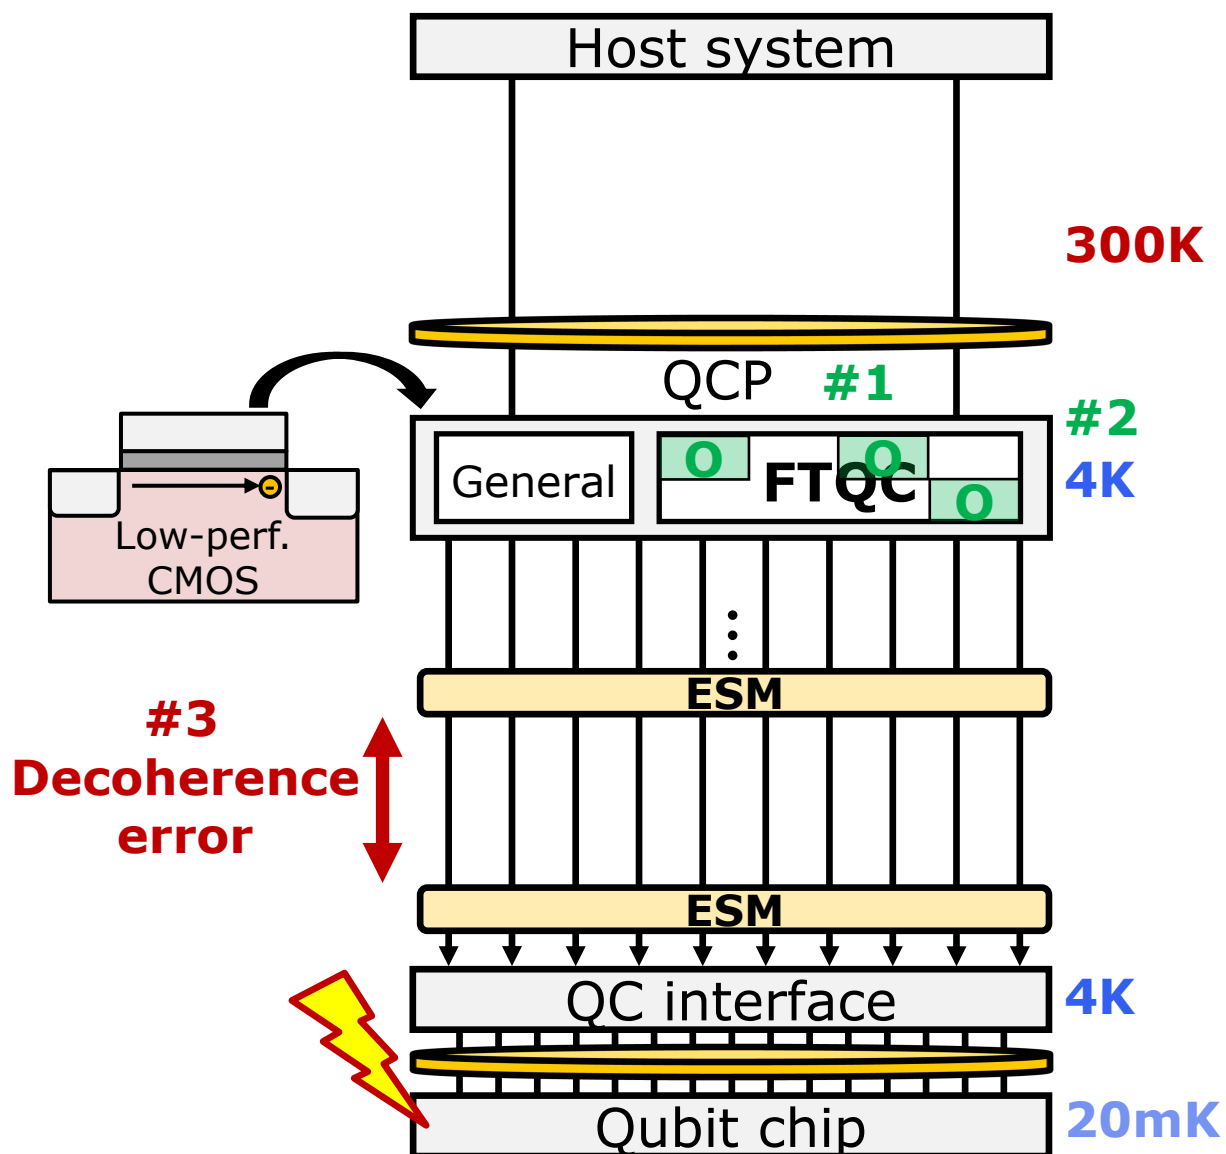 Host system
300K
QCP #1
#2
General
O
O
FTQC
O
4K
-
Low-perf.
CMOS
ESM
#3
Decoherence
error
ESM
QC interface
4K
Qubit chip
20mK